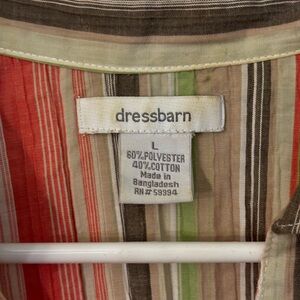 dressbarn
L
60% POLYESTER
40% COTTON
Made in
Bangladesh
RN# 59394